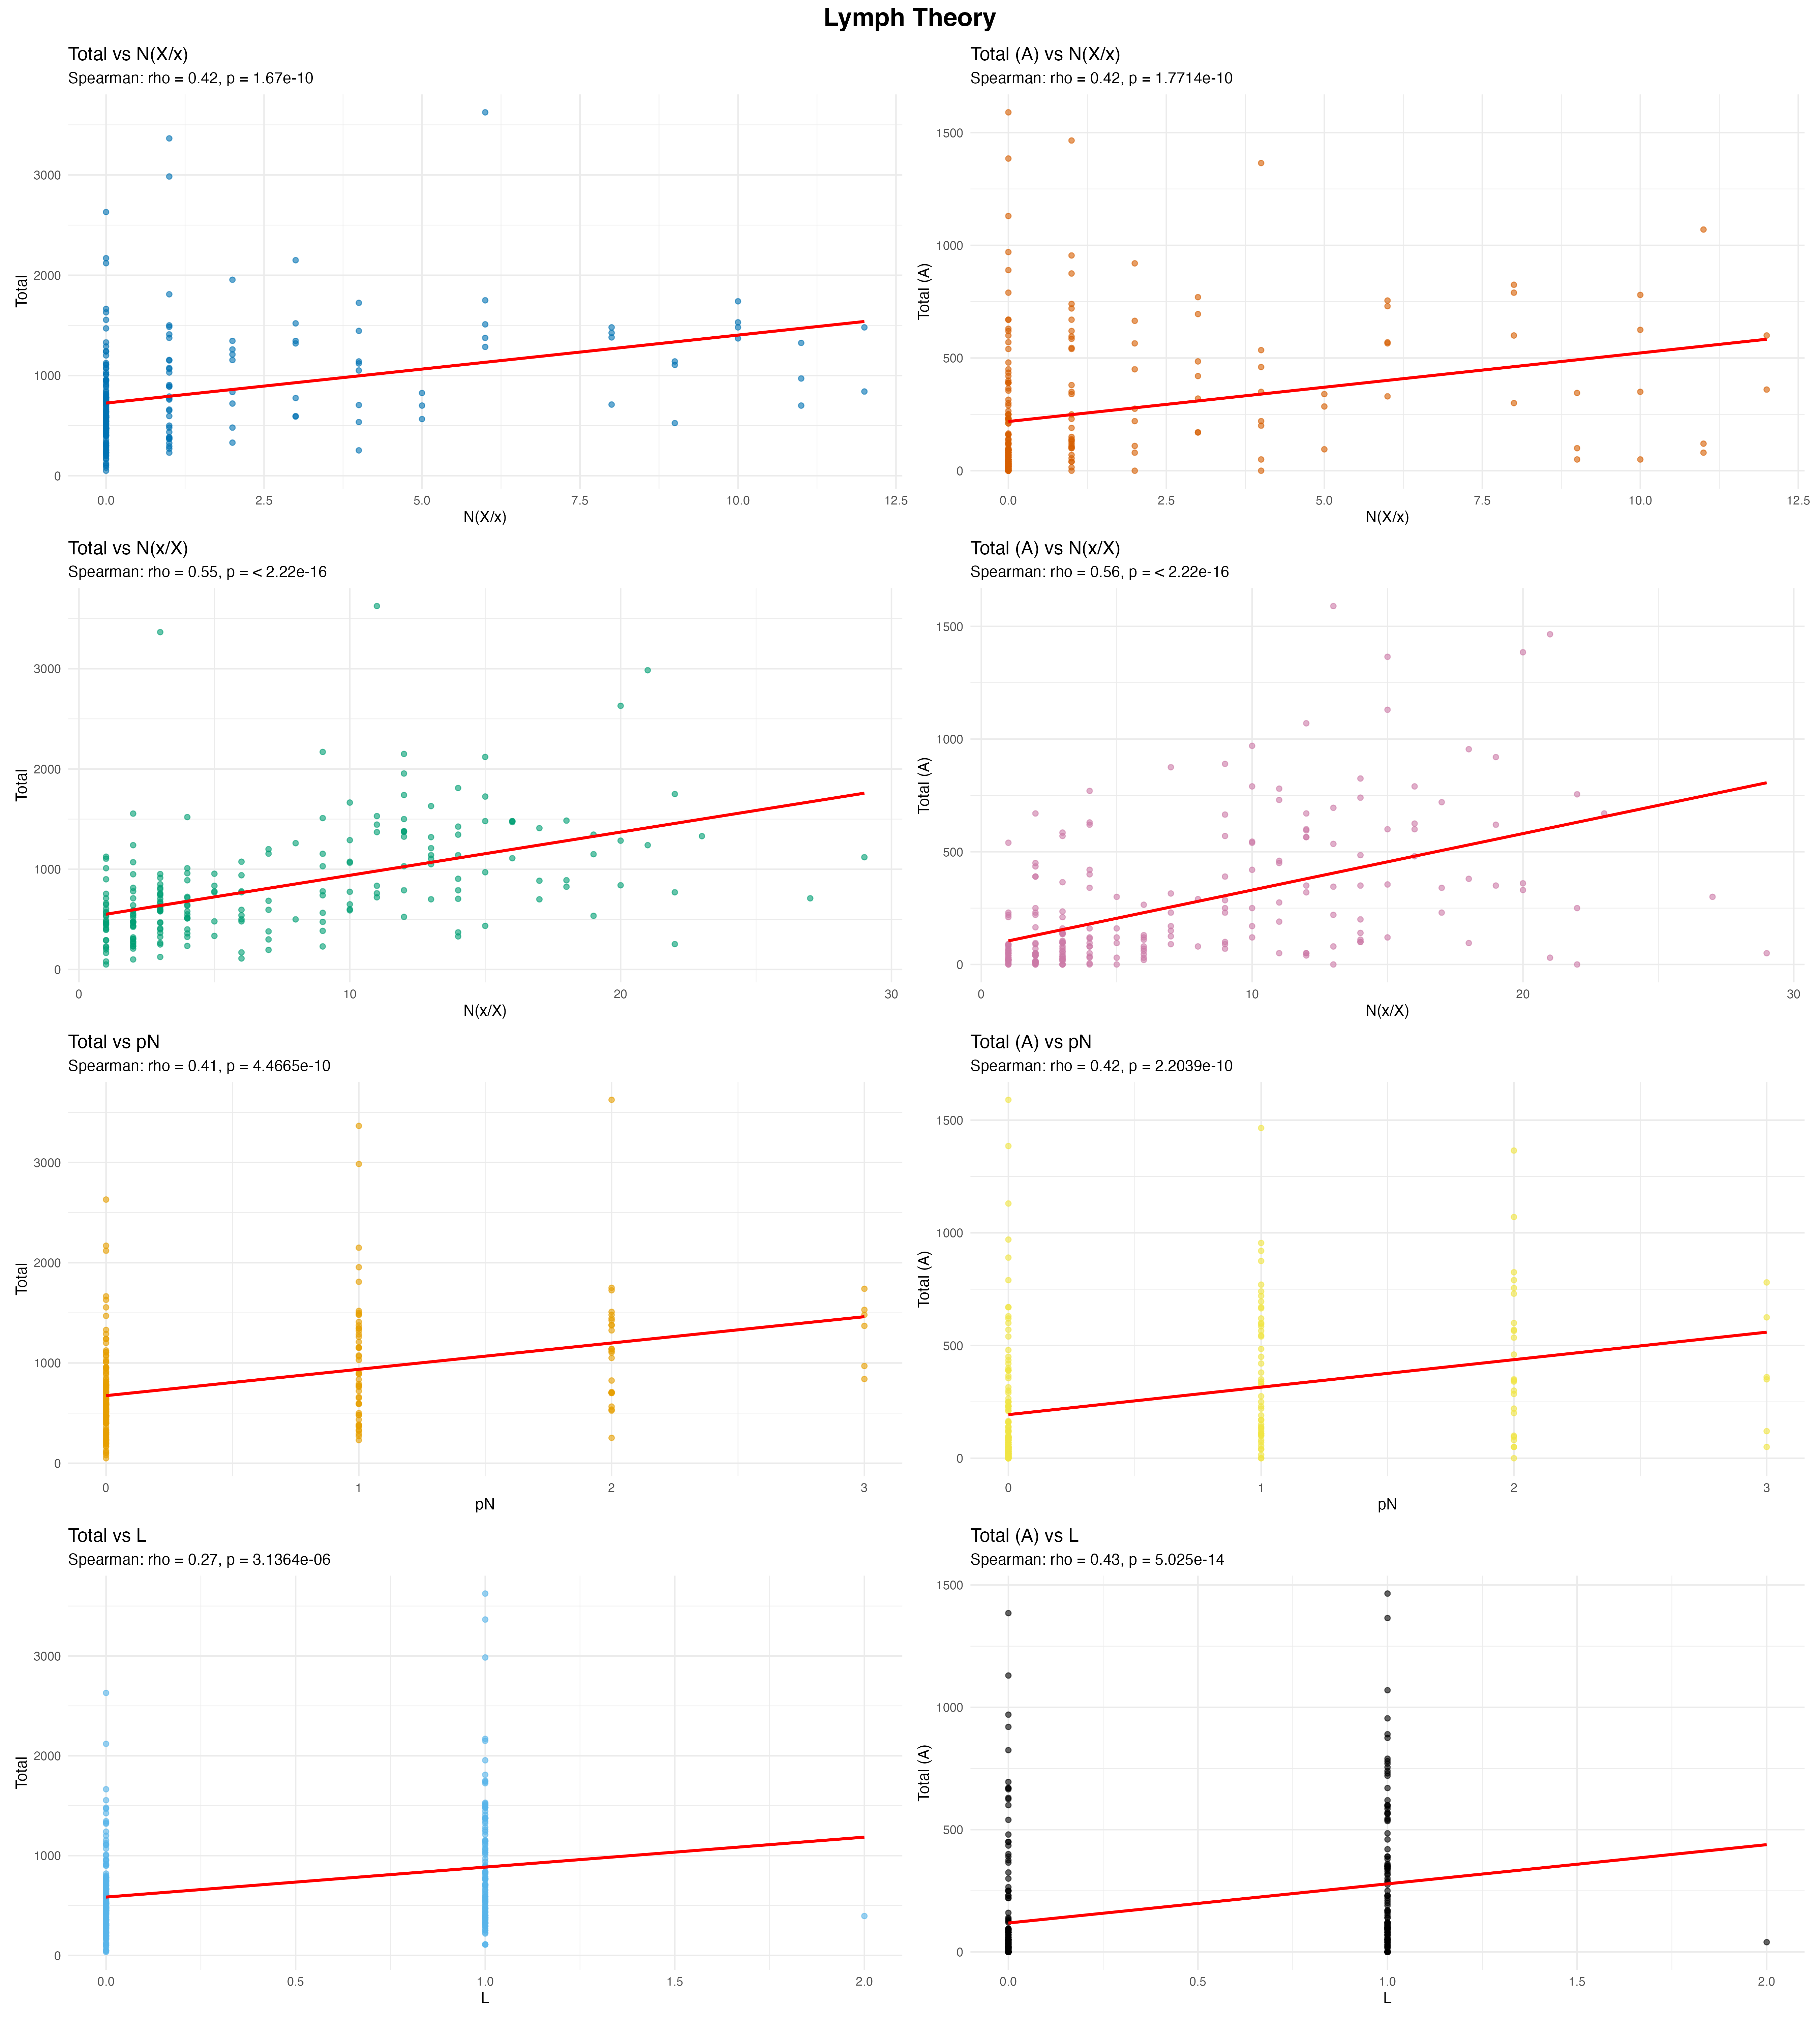 Lymph Theory
Total vs N(X/x)
Spearman: rho = 0.42, p = 1.67e-10
3000
2000
1000
0
Total
0.0 2.5 5.0 7.5 10.0 12.5
N(X/x)
Total (A) vs N(X/x)
Spearman: rho = 0.42, p = 1.7714e-10
1500
1000
500
0
Total (A)
0.0 2.5 5.0 7.5 10.0 12.5
N(X/x)
Total vs N(x/X)
Spearman: rho = 0.55, p = < 2.22e-16
3000
2000
1000
0
Total
0 10 20 30
N(x/X)
Total (A) vs N(x/X)
Spearman: rho = 0.56, p = < 2.22e-16
1500
1000
500
0
Total (A)
0 10 20 30
N(x/X)
Total vs pN
Spearman: rho = 0.41, p = 4.4665e-10
3000
2000
1000
0
Total
0 1 2 3
pN
Total (A) vs pN
Spearman: rho = 0.42, p = 2.2039e-10
1500
1000
500
0
Total (A)
0 1 2 3
pN
Total vs L
Spearman: rho = 0.27, p = 3.1364e-06
3000
2000
1000
0
Total
0.0 0.5 1.0 1.5 2.0
L
Total (A) vs L
Spearman: rho = 0.43, p = 5.025e-14
1500
1000
500
0
Total (A)
0.0 0.5 1.0 1.5 2.0
L